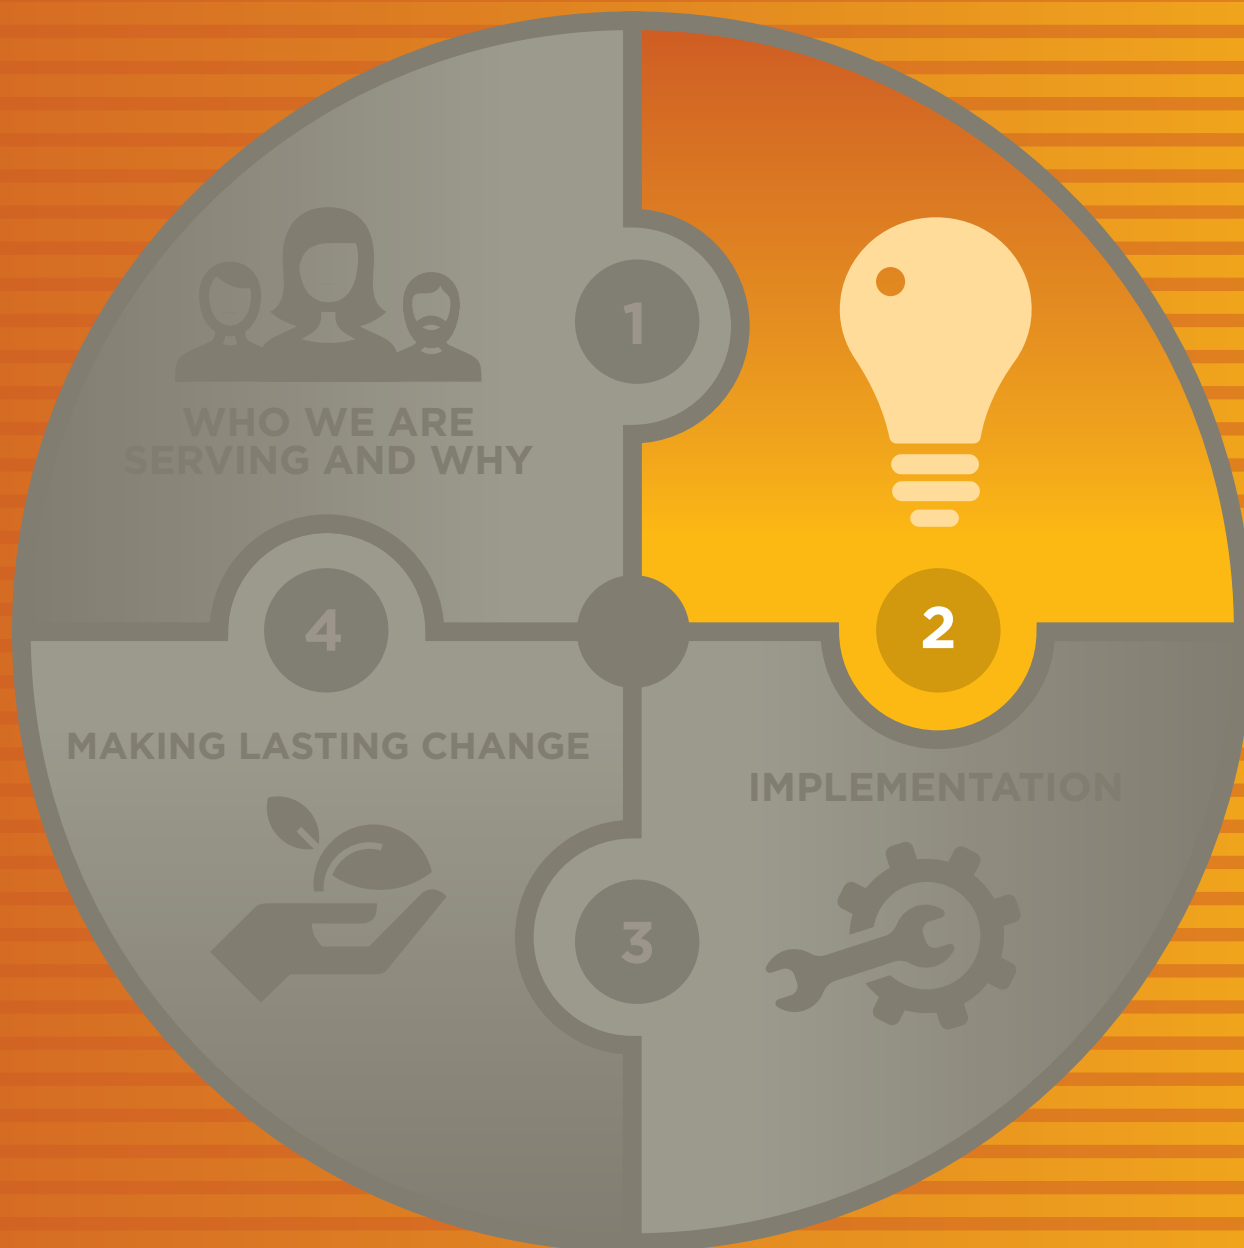 1
WHO WE ARE
SERVING AND WHY
2
4
MAKING LASTING CHANGE
IMPLEMENTATION
3